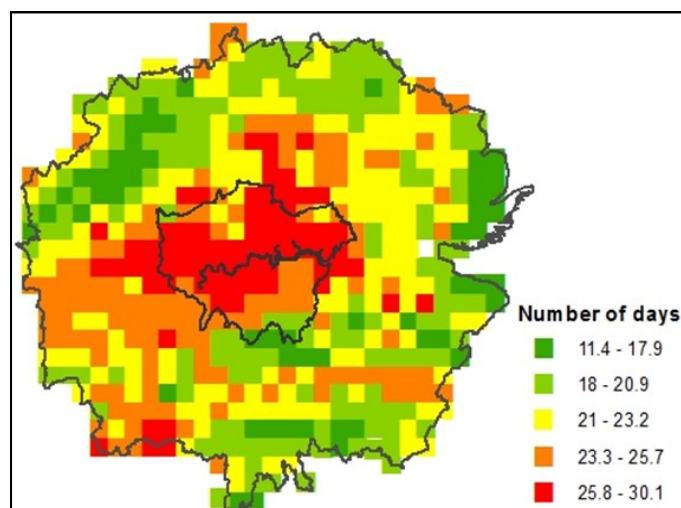 Number of days
11.4 - 17.9
18 - 20.9
21 - 23.2
23.3 - 25.7
25.8 - 30.1